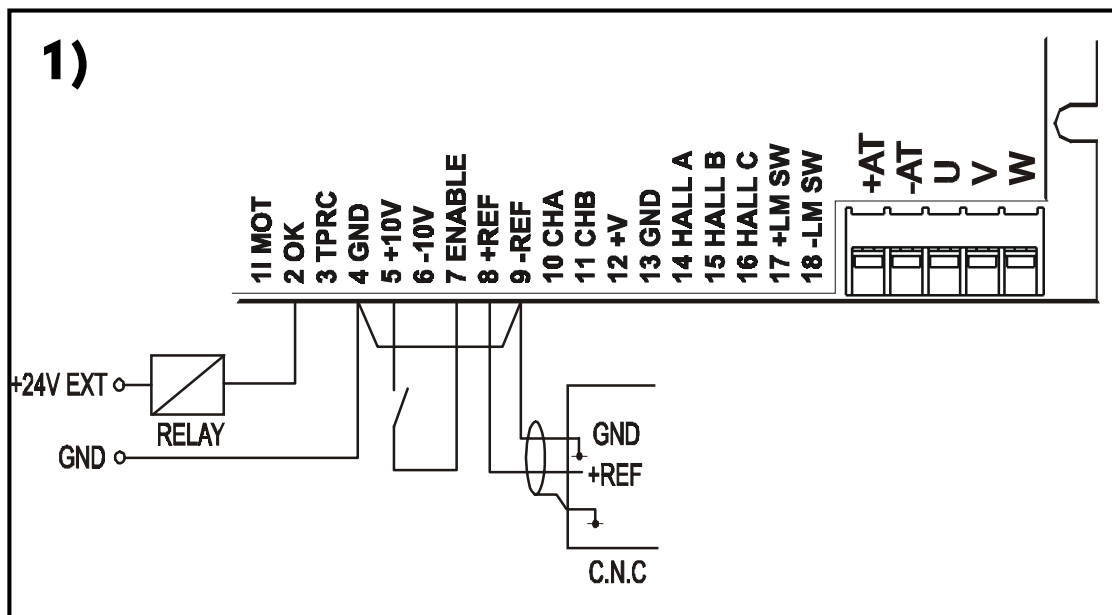 1)
1I MOT
2 OK
3 TPRC
4 GND
5 +10V
6 -10V
7 ENABLE
8 +REF
9 -REF
10 CHA
11 CHB
12 +V
13 GND
14 HALL A
15 HALL B
16 HALL C
17 +LM SW
18 -LM SW
+AT
-AT
U
V
W
+24V EXT
RELAY
GND
GND
+REF
C.N.C